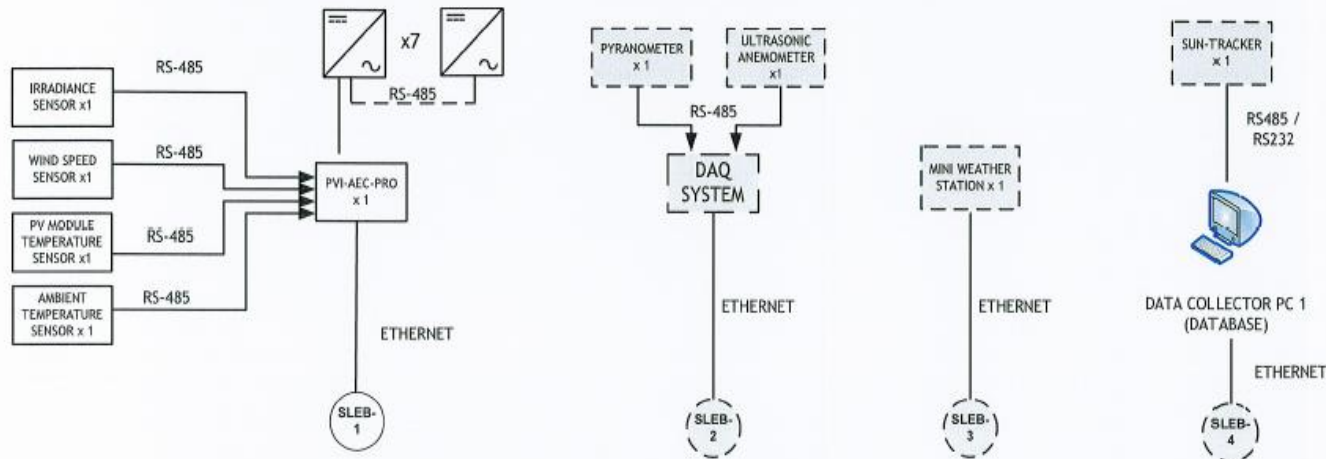 x7
RS-485
IRRADIANCE
SENSOR x1
RS-485
WIND SPEED
SENSOR x1
RS-485
PV MODULE
TEMPERATURE
SENSOR x1
RS-485
AMBIENT
TEMPERATURE
SENSOR x 1
RS-485
PVI-AEC-PRO
x 1
ETHERNET
SLEB-
1
PYRANOMETER
x 1
ULTRASONIC
ANEMOMETER
x1
RS-485
DAQ
SYSTEM
ETHERNET
SLEB-
2
MINI WEATHER
STATION x 1
ETHERNET
SLEB-
3
SUN-TRACKER
x 1
RS485 /
RS232
DATA COLLECTOR PC 1
(DATABASE)
ETHERNET
SLEB-
4